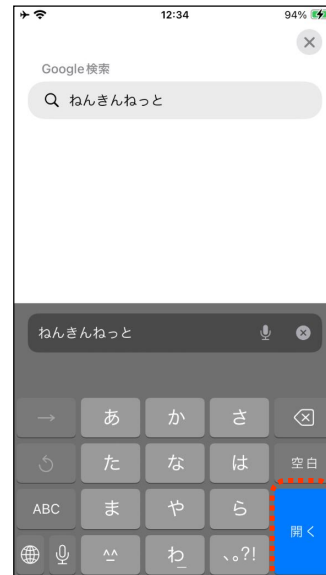 12:34
94%
Google検索
ねんきんねっと
ねんきんねっと
→ あ か さ
た な は 空白
ABC ま や ら 開く
^^ わ 、。?!